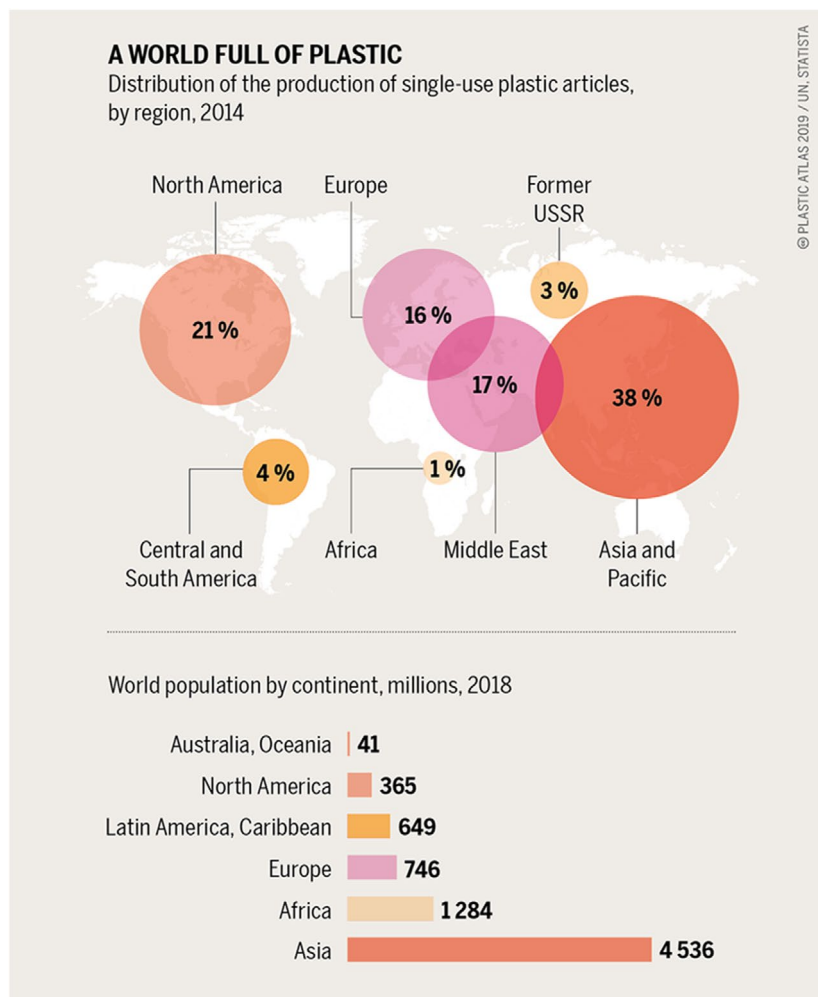 A WORLD FULL OF PLASTIC
Distribution of the production of single-use plastic articles,
by region, 2014
North America
Europe
Former
USSR
21 %
16 %
3 %
17 %
38 %
4 %
1 %
Central and
South America
Africa
Middle East
Asia and
Pacific
World population by continent, millions, 2018
Australia, Oceania 41
North America 365
Latin America, Caribbean 649
Europe 746
Africa 1 284
Asia 4 536
PLASTIC ATLAS 2019 / UN, STATISTA